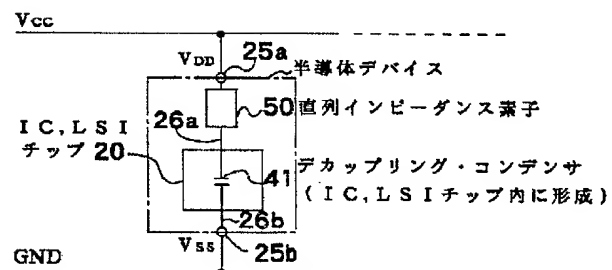 Vcc
VDD
25a
半導体デバイス
50 直列インピーダンス素子
26a
IC,LSI
チップ 20
41
デカップリング・コンデンサ
(IC,LSIチップ内に形成)
26b
Vss
25b
GND